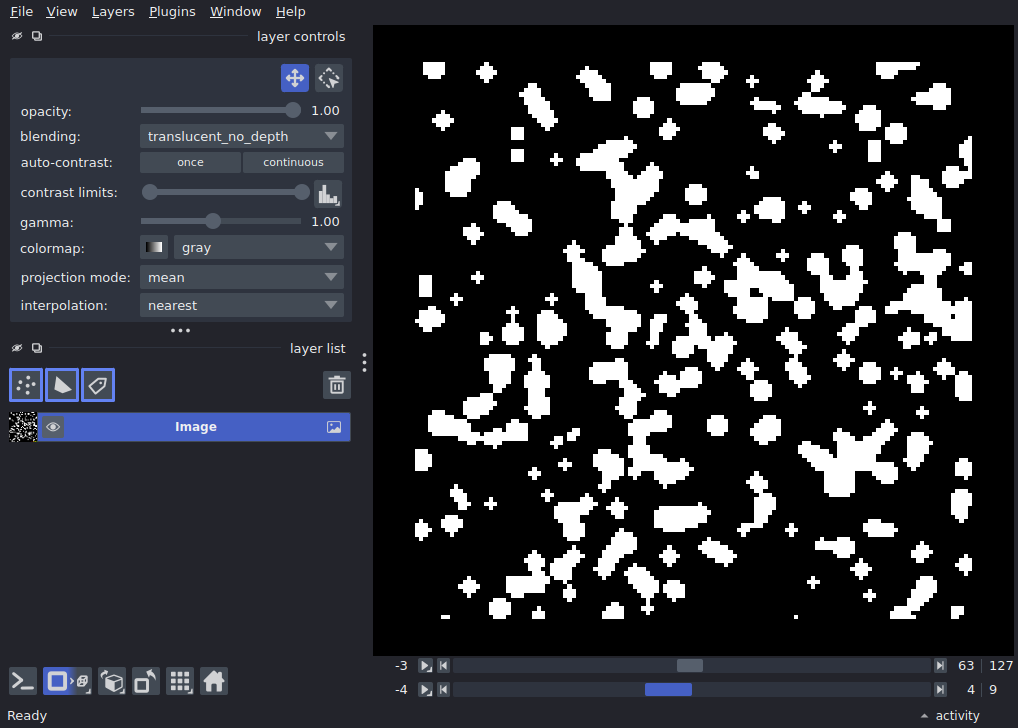 File View Layers Plugins Window Help
layer controls
opacity: 1.00
blending: translucent_no_depth
auto-contrast: once continuous
contrast limits:
gamma: 1.00
colormap: gray
projection mode: mean
interpolation: nearest
layer list
Image
-3 63 127
-4 4 9
Ready activity